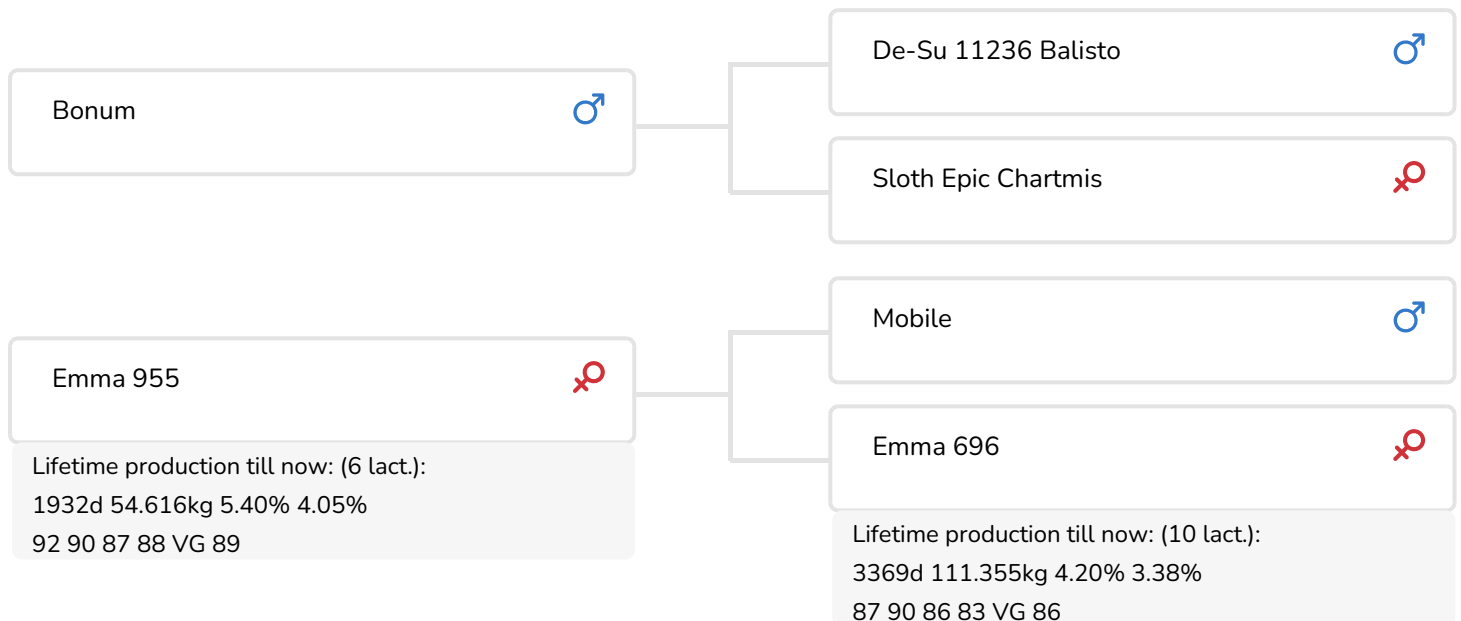 De-Su 11236 Balisto
Bonum
Sloth Epic Chartmis
Mobile
Emma 955
Emma 696
Lifetime production till now: (6 lact.):
1932d 54.616kg 5.40% 4.05%
92 90 87 88 VG 89
Lifetime production till now: (10 lact.):
3369d 111.355kg 4.20% 3.38%
87 90 86 83 VG 86